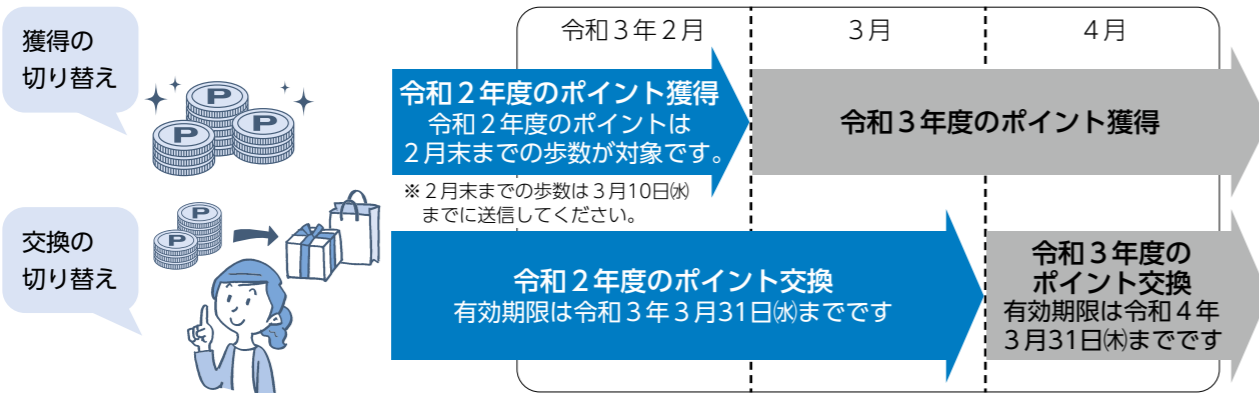 獲得の
切り替え
令和３年２月
３月
４月
P
P
P
令和２年度のポイント獲得
令和２年度のポイントは
２月末までの歩数が対象です。
令和３年度のポイント獲得
※２月末までの歩数は３月10日㈬
までに送信してください。
交換の
切り替え
P
P
令和２年度のポイント交換
有効期限は令和３年３月31日㈬までです
令和３年度の
ポイント交換
有効期限は令和４年
３月31日㈭までです